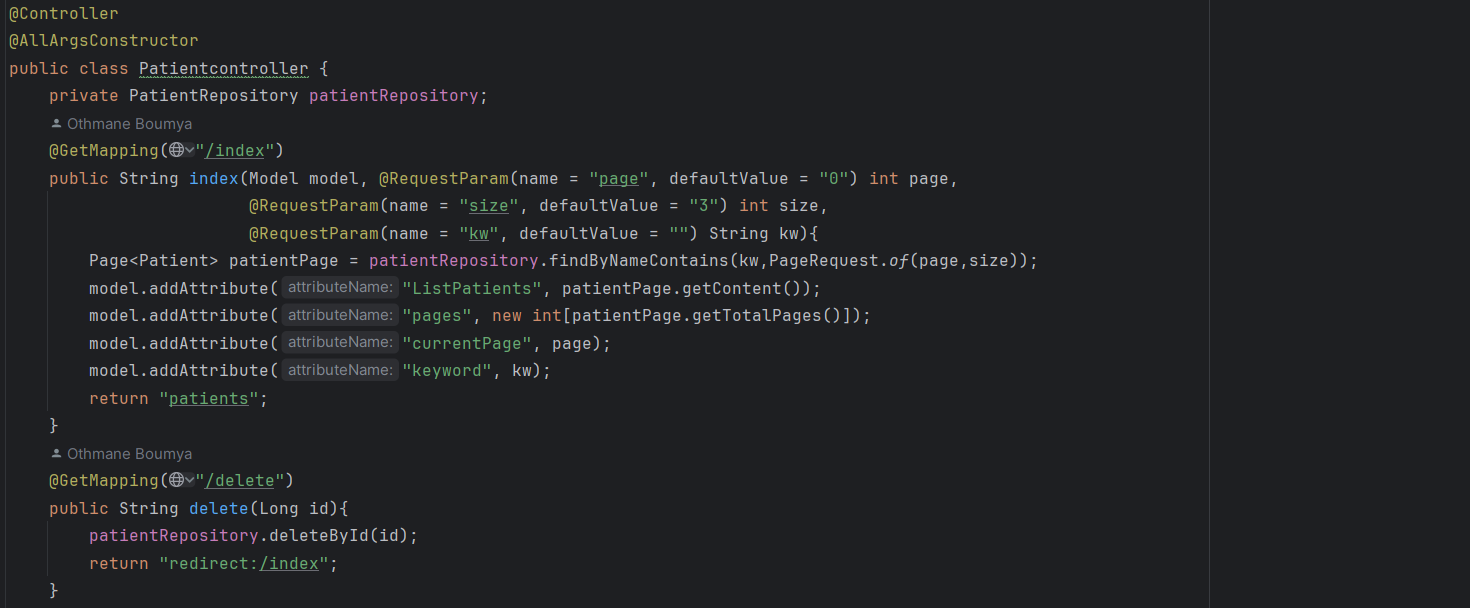 @Controller
@AllArgsConstructor
public class Patientcontroller {
    private PatientRepository patientRepository;
    Othmane Boumya
    @GetMapping("/index")
    public String index(Model model, @RequestParam(name = "page", defaultValue = "0") int page,
                        @RequestParam(name = "size", defaultValue = "3") int size,
                        @RequestParam(name = "kw", defaultValue = "") String kw){
        Page<Patient> patientPage = patientRepository.findByNameContains(kw,PageRequest.of(page,size));
        model.addAttribute( attributeName: "ListPatients", patientPage.getContent());
        model.addAttribute( attributeName: "pages", new int[patientPage.getTotalPages()]);
        model.addAttribute( attributeName: "currentPage", page);
        model.addAttribute( attributeName: "keyword", kw);
        return "patients";
    }
    Othmane Boumya
    @GetMapping("/delete")
    public String delete(Long id){
        patientRepository.deleteById(id);
        return "redirect:/index";
    }